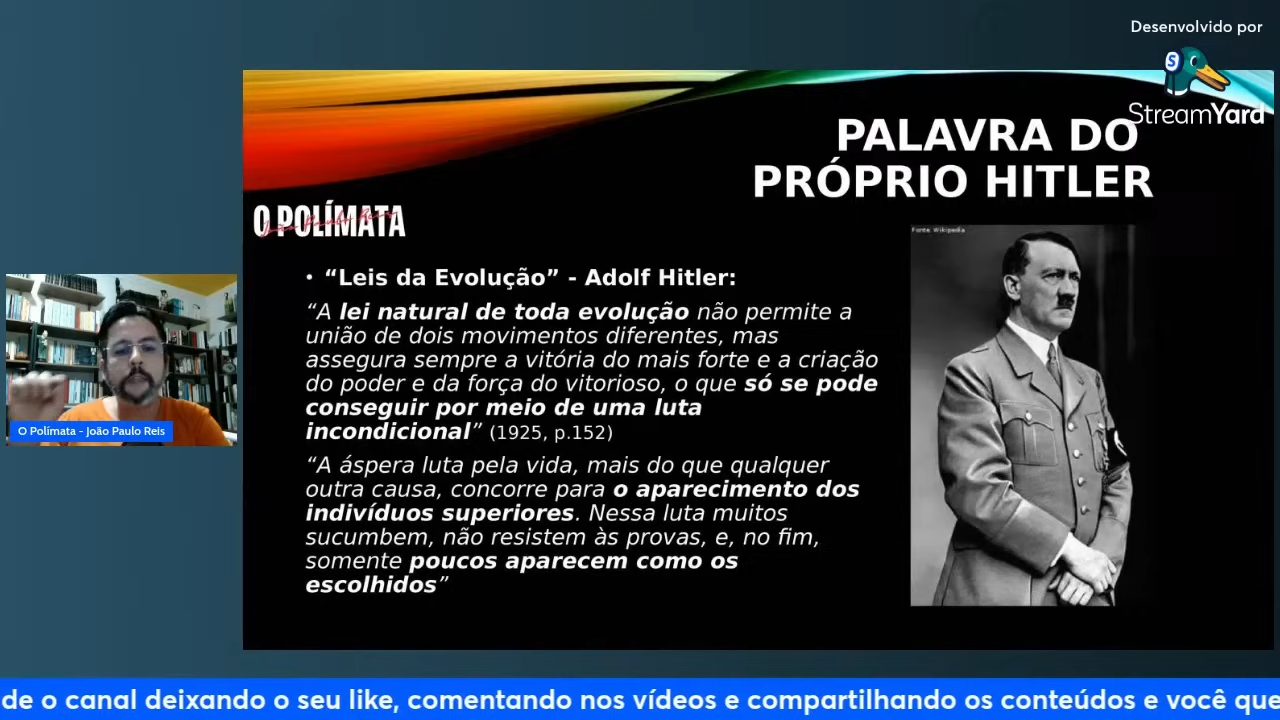 Desenvolvido por
StreamYard
PALAVRA DO
PRÓPRIO HITLER
O POLÍMATA
João Paulo Reis
Fonte Wikipedia
• “Leis da Evolução” - Adolf Hitler:
“A lei natural de toda evolução não permite a
união de dois movimentos diferentes, mas
assegura sempre a vitória do mais forte e a criação
do poder e da força do vitorioso, o que só se pode
conseguir por meio de uma luta
incondicional” (1925, p.152)
“A áspera luta pela vida, mais do que qualquer
outra causa, concorre para o aparecimento dos
indivíduos superiores. Nessa luta muitos
sucumbem, não resistem às provas, e, no fim,
somente poucos aparecem como os
escolhidos”
O Polímata - João Paulo Reis
de o canal deixando o seu like, comentando nos vídeos e compartilhando os conteúdos e você que